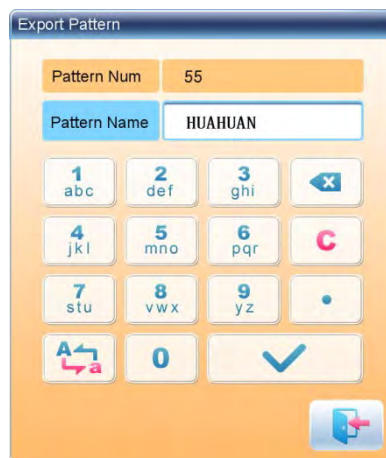 Export Pattern
Pattern Num 55
Pattern Name HUAHUAN
1 2 3
abc def ghi
4 5 6 C
jkl mno pqr
7 8 9
stu vwx yz .
A a 0